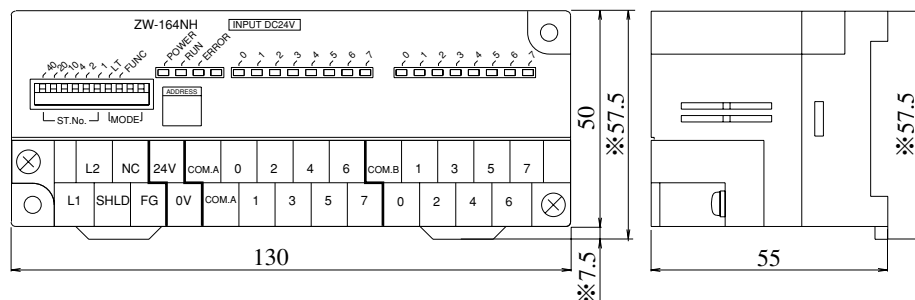 ZW-164NH INPUT DC24V
POWER RUN ERROR
0 1 2 3 4 5 6 7 0 1 2 3 4 5 6 7
40 20 10 4 2 1 LT FUNC
ADDRESS
ST.No. MODE
L2 NC 24V COM.A 0 2 4 6 COM.B 1 3 5 7
L1 SHLD FG 0V COM.A 1 3 5 7 0 2 4 6
50
※57.5
※57.5
130
※7.5
55